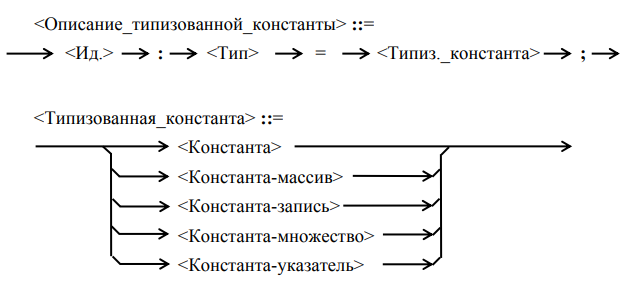 <Описание_типизованной_константы> ::=
<Ид.> : <Тип> = <Типиз._константа> ;
<Типизованная_константа> ::=
<Константа>
<Константа-массив>
<Константа-запись>
<Константа-множество>
<Константа-указатель>